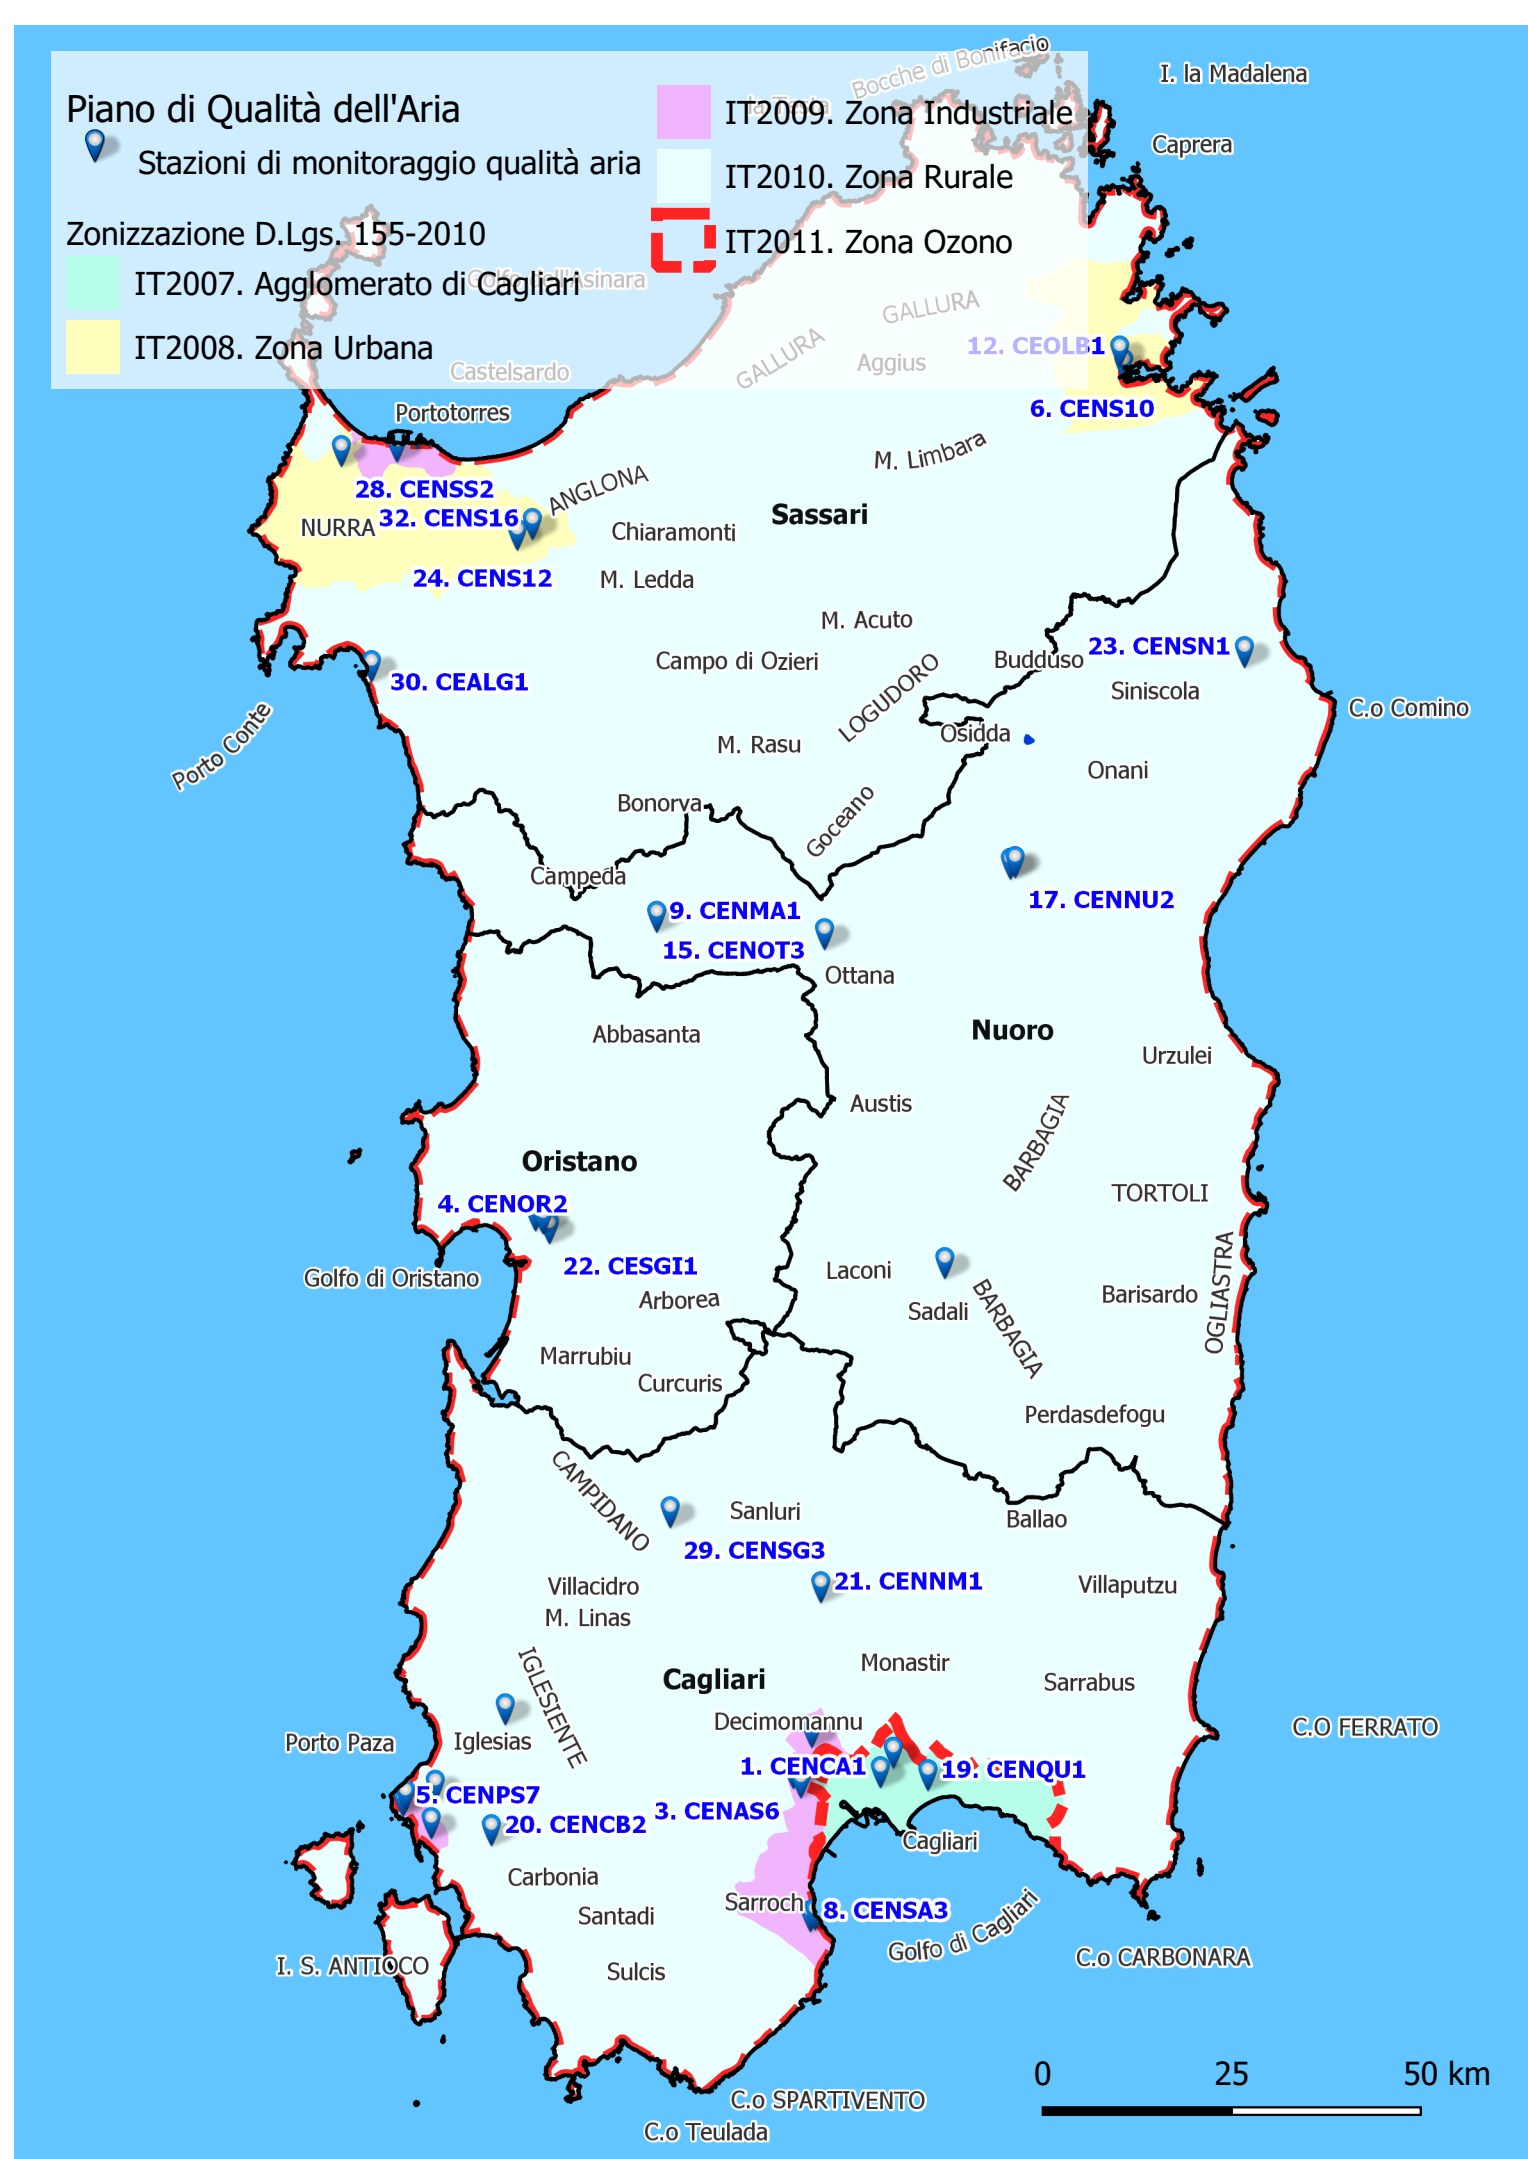 Piano di Qualità dell'Aria
Stazioni di monitoraggio qualità aria
Zonizzazione D.Lgs. 155-2010
IT2007. Agglomerato di Cagliari
IT2008. Zona Urbana
IT2009. Zona Industriale
IT2010. Zona Rurale
IT2011. Zona Ozono
Bocche di Bonifacio
I. la Madalena
Caprera
Golfo dell'Asinara
GALLURA
GALLURA
Aggius
12. CEOLB1
Castelsardo
Portotorres
6. CENS10
M. Limbara
28. CENSS2
ANGLONA
NURRA
32. CENS16
Chiaramonti
Sassari
24. CENS12
M. Ledda
M. Acuto
Campo di Ozieri
Budduso
23. CENSN1
30. CEALG1
LOGUDORO
Siniscola
C.o Comino
Porto Conte
M. Rasu
Osidda
Onani
Bonorva
Goceano
Campeda
17. CENNU2
9. CENMA1
15. CENOT3
Ottana
Abbasanta
Nuoro
Urzulei
Austis
BARBAGIA
Oristano
TORTOLI
4. CENOR2
22. CESGI1
Golfo di Oristano
Laconi
Arborea
Sadali
BARBAGIA
Barisardo
OGLIASTRA
Marrubiu
Curcuris
Perdasdefogu
CAMPIDANO
Sanluri
Ballao
29. CENSG3
21. CENNM1
Villacidro
M. Linas
Villaputzu
IGLESIENTE
Cagliari
Monastir
Sarrabus
Decimomannu
C.O FERRATO
Porto Paza
Iglesias
1. CENCA1
19. CENQU1
5. CENPS7
3. CENAS6
20. CENCB2
Cagliari
Carbonia
Sarroch
8. CENSA3
Santadi
Golfo di Cagliari
I. S. ANTIOCO
Sulcis
C.o CARBONARA
C.o SPARTIVENTO
C.o Teulada
0 25 50 km